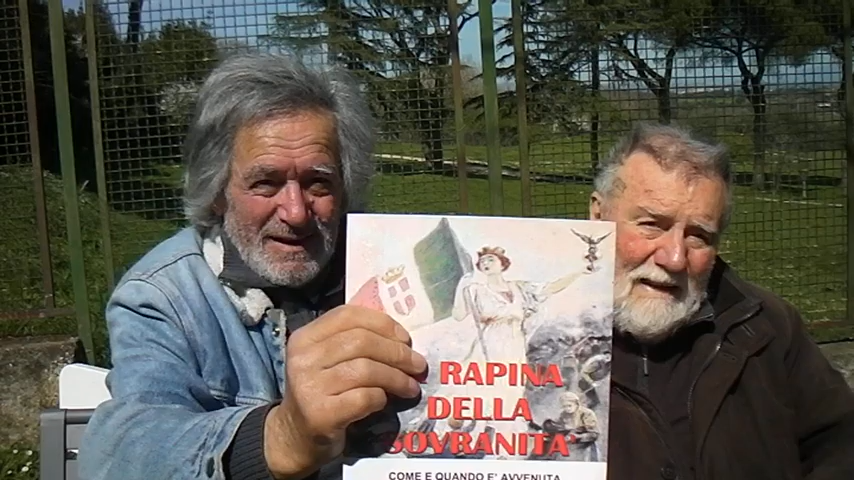 RAPINA
DELLA
SOVRANITA'
COME E QUANDO E' AVVENUTA